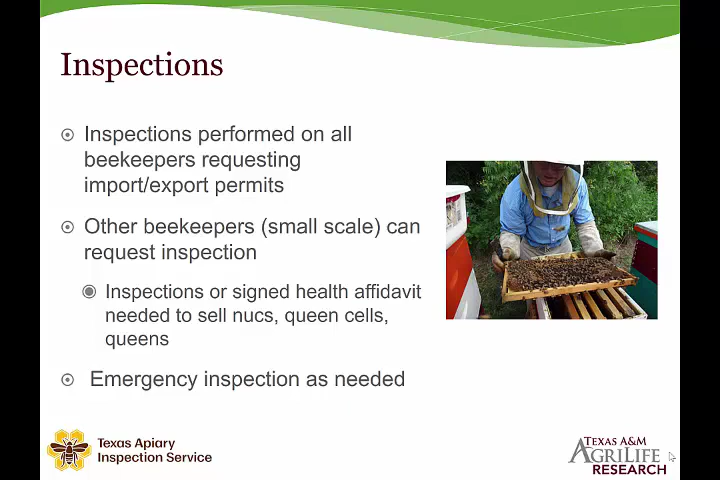 Inspections
Inspections performed on all
beekeepers requesting
import/export permits
Other beekeepers (small scale) can
request inspection
Inspections or signed health affidavit
needed to sell nucs, queen cells,
queens
Emergency inspection as needed
Texas Apiary
Inspection Service
TEXAS A&M
AGRILIFE
RESEARCH